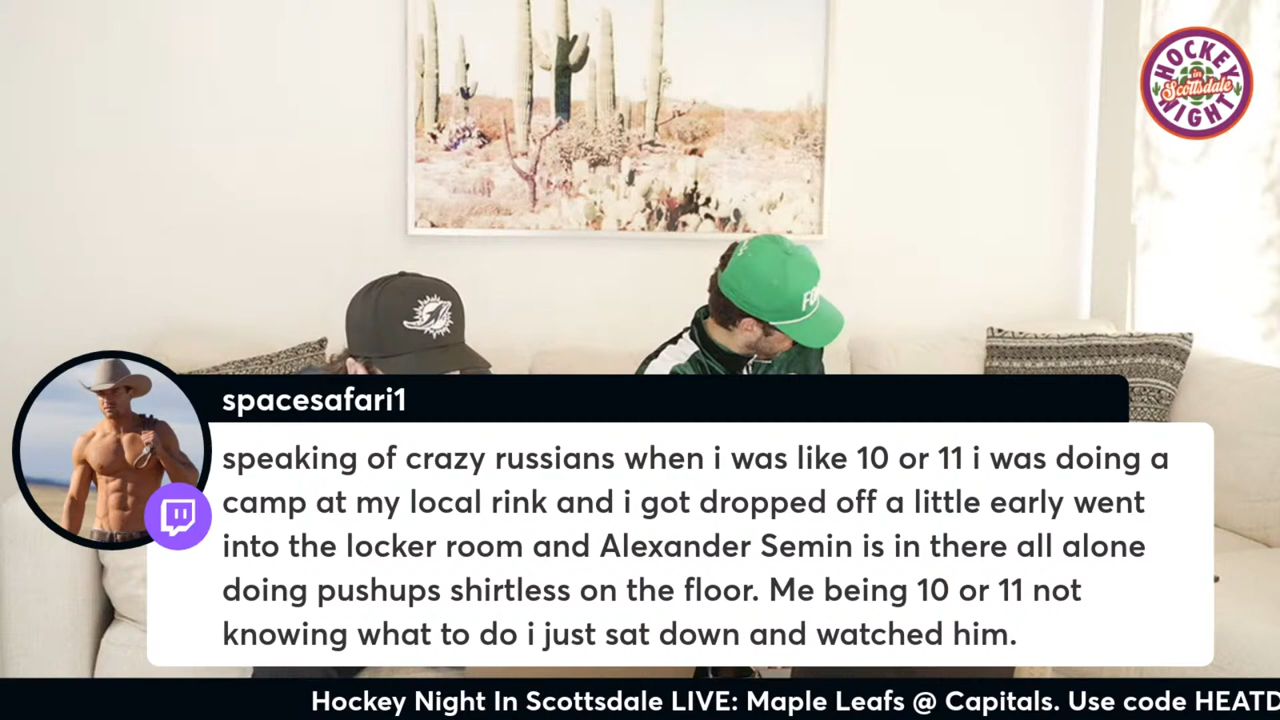 HOCKEY
in
Scottsdale
NIGHT
spacesafari1
speaking of crazy russians when i was like 10 or 11 i was doing a
camp at my local rink and i got dropped off a little early went
into the locker room and Alexander Semin is in there all alone
doing pushups shirtless on the floor. Me being 10 or 11 not
knowing what to do i just sat down and watched him.
Hockey Night In Scottsdale LIVE: Maple Leafs @ Capitals. Use code HEATD